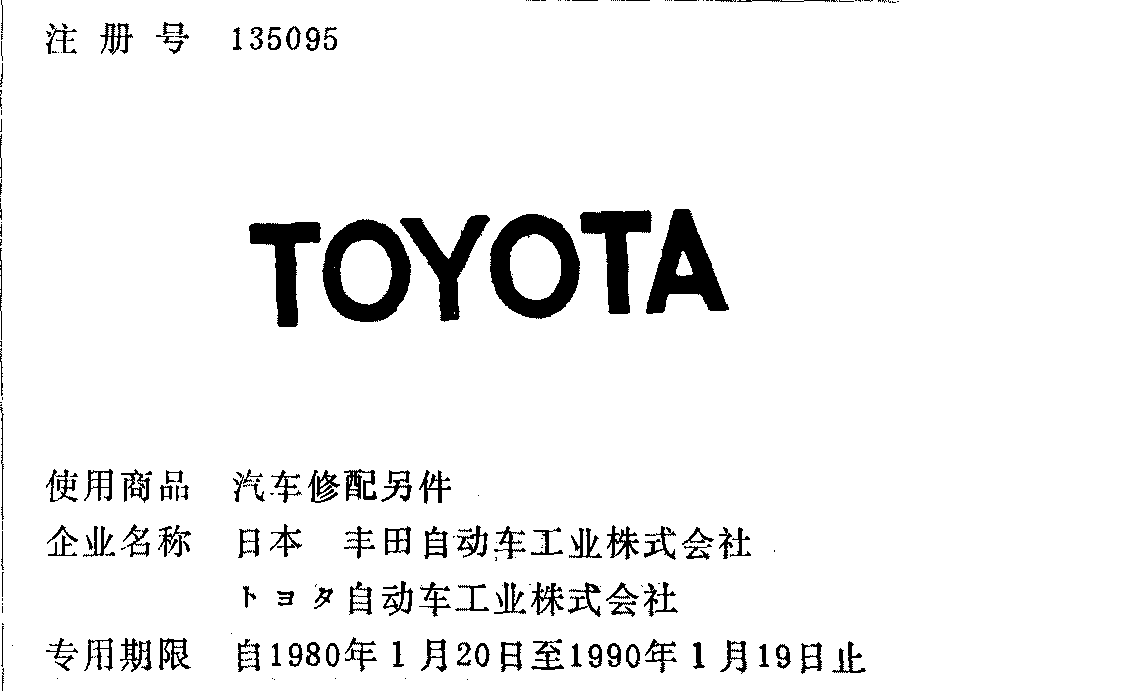 注册号 135095
TOYOTA
使用商品 汽车修配另件
企业名称 日本 丰田自动车工业株式会社
トヨタ自动车工业株式会社
专用期限 自1980年1月20日至1990年1月19日止